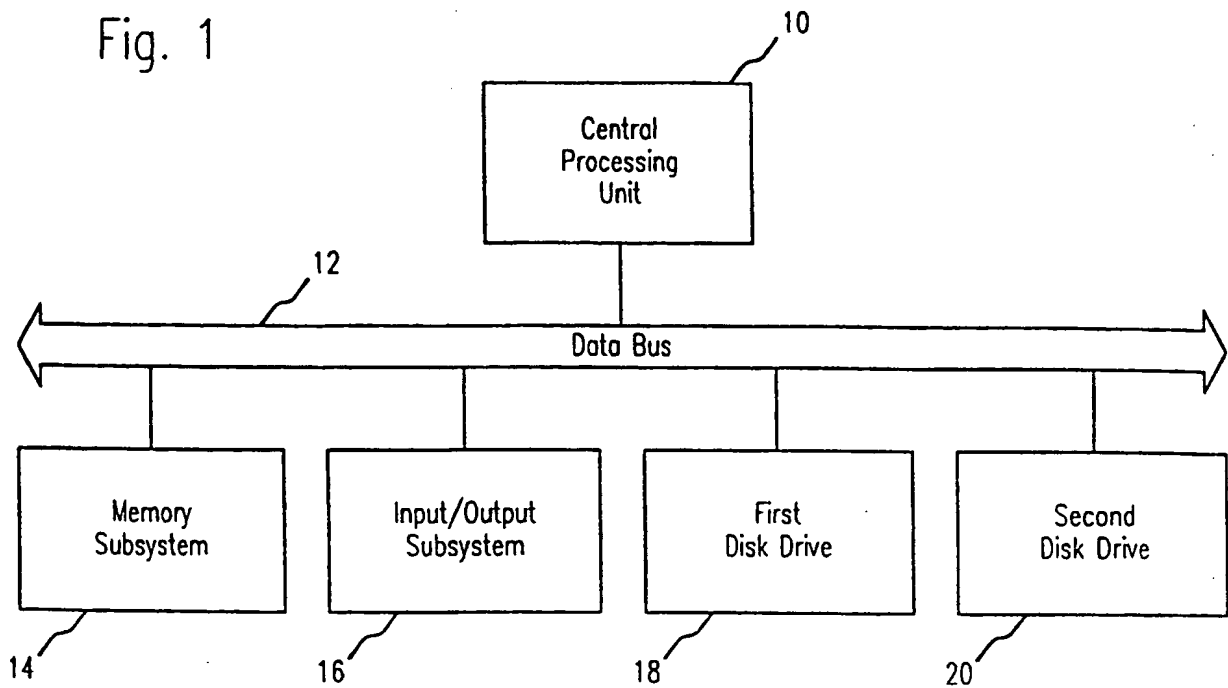 Fig. 1
10
Central
Processing
Unit
12
Data Bus
Memory
Subsystem
Input/Output
Subsystem
First
Disk Drive
Second
Disk Drive
14
16
18
20